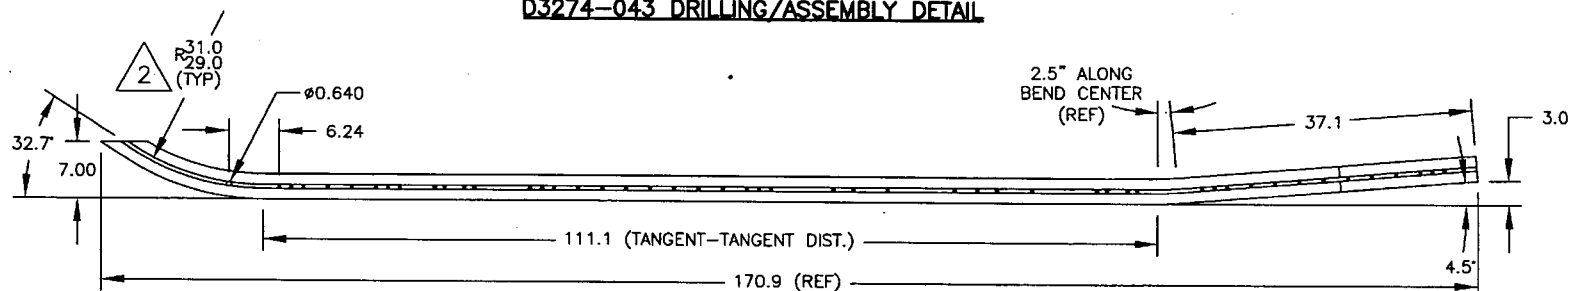 D3274-043 DRILLING/ASSEMBLY DETAIL
2
R31.0
29.0
(TYP)
Ø0.640
6.24
32.7°
7.00
2.5" ALONG
BEND CENTER
(REF)
37.1
3.0
111.1 (TANGENT-TANGENT DIST.)
170.9 (REF)
4.5°